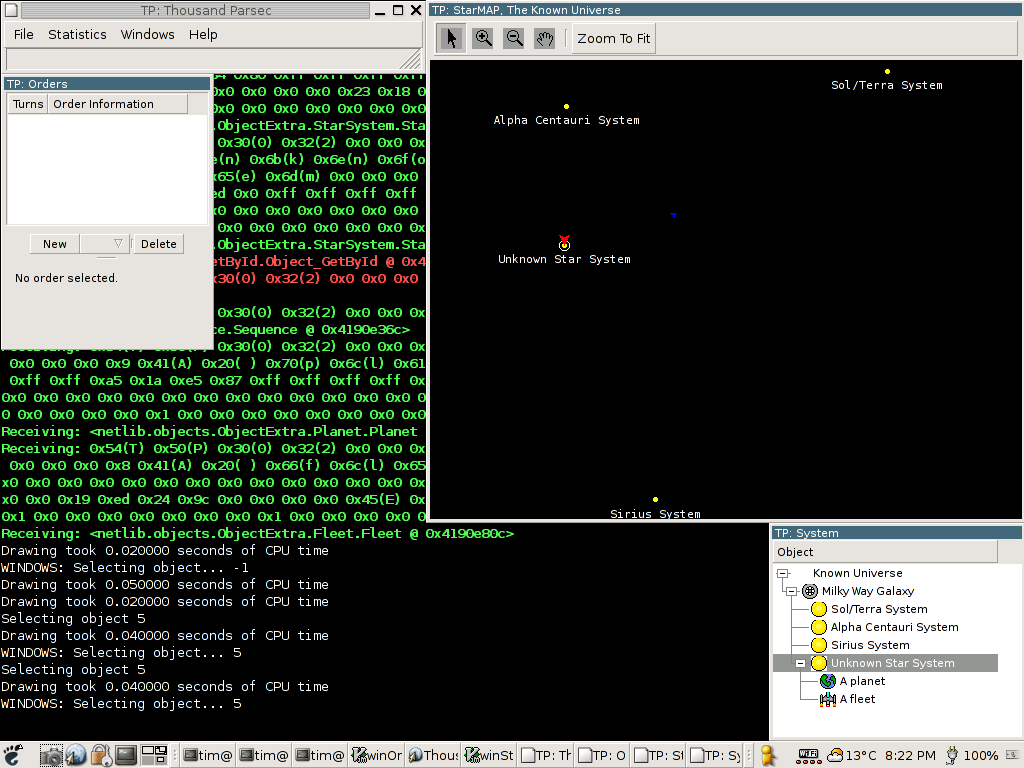 TP: Thousand Parsec
File Statistics Windows Help
TP: Orders
Turns Order Information
New Delete
No order selected.
0x0 0x0 0x0 0x23 0x18 0
.ObjectExtra.StarSystem.Sta
0x30(0) 0x32(2) 0x0 0x0 0x
e(n) 0x6b(k) 0x6e(n) 0x6f(o
65(e) 0x6d(m) 0x0 0x0 0x0
ed 0x0 0xff 0xff 0xff 0xff
.ObjectExtra.StarSystem.Sta
etById.Object_GetById @ 0x4
x30(0) 0x32(2) 0x0 0x0 0x0
0x30(0) 0x32(2) 0x0 0x0 0x
ce.Sequence @ 0x4190e36c>
0x30(0) 0x32(2) 0x0 0x0 0x
0x0 0x0 0x0 0x9 0x41(A) 0x20( ) 0x70(p) 0x6c(l) 0x61
0xff 0xff 0xa5 0x1a 0xe5 0x87 0xff 0xff 0xff 0xff 0x
0x0 0x0 0x0 0x0 0x0 0x0 0x0 0x0 0x0 0x0 0x0 0x0 0x0
0 0x0 0x0 0x0 0x0 0x1 0x0 0x0 0x0 0x0 0x0 0x0 0x0 0x0
Receiving: <netlib.objects.ObjectExtra.Planet.Planet
Receiving: 0x54(T) 0x50(P) 0x30(0) 0x32(2) 0x0 0x0 0x
0x0 0x0 0x0 0x8 0x41(A) 0x20( ) 0x66(f) 0x6c(l) 0x65
x0 0x0 0x0 0x0 0x0 0x0 0x0 0x0 0x0 0x0 0x0 0x0 0x0
x0 0x0 0x19 0xed 0x24 0x9c 0x0 0x0 0x0 0x0 0x45(E) 0x
0x1 0x0 0x0 0x0 0x0 0x0 0x0 0x0 0x1 0x0 0x0 0x0 0x0
Receiving: <netlib.objects.ObjectExtra.Fleet.Fleet @ 0x4190e80c>
Drawing took 0.020000 seconds of CPU time
WINDOWS: Selecting object... -1
Drawing took 0.050000 seconds of CPU time
Drawing took 0.020000 seconds of CPU time
Selecting object 5
Drawing took 0.040000 seconds of CPU time
WINDOWS: Selecting object... 5
Selecting object 5
Drawing took 0.040000 seconds of CPU time
WINDOWS: Selecting object... 5
TP: StarMAP, The Known Universe
Zoom To Fit
Sol/Terra System
Alpha Centauri System
Unknown Star System
Sirius System
TP: System
Object
Known Universe
Milky Way Galaxy
Sol/Terra System
Alpha Centauri System
Sirius System
Unknown Star System
A planet
A fleet
tim@ tim@ tim@ winOr Thous winSt TP: Th TP: O TP: St TP: Sy WIFI 13°C 8:22 PM 100%